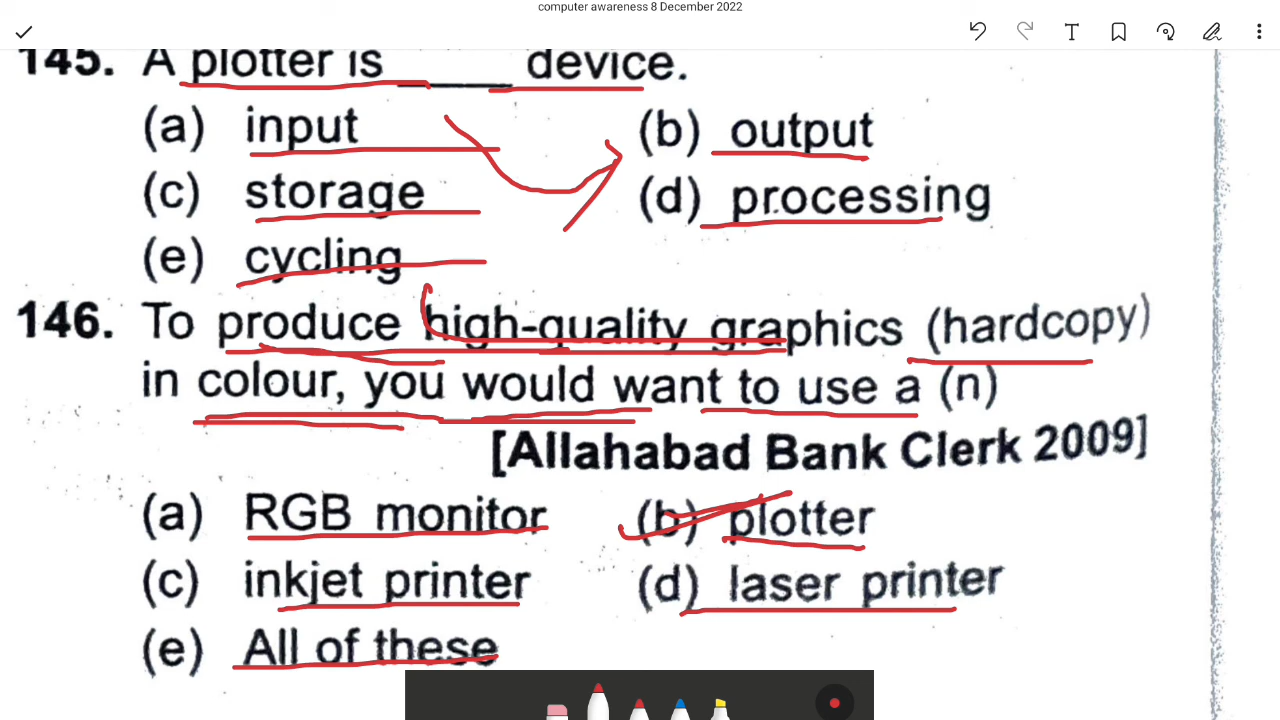 computer awareness 8 December 2022
145. A plotter is ____ device.
(a) input (b) output
(c) storage (d) processing
(e) cycling
146. To produce high-quality graphics (hardcopy)
in colour, you would want to use a (n)
[Allahabad Bank Clerk 2009]
(a) RGB monitor (b) plotter
(c) inkjet printer (d) laser printer
(e) All of these